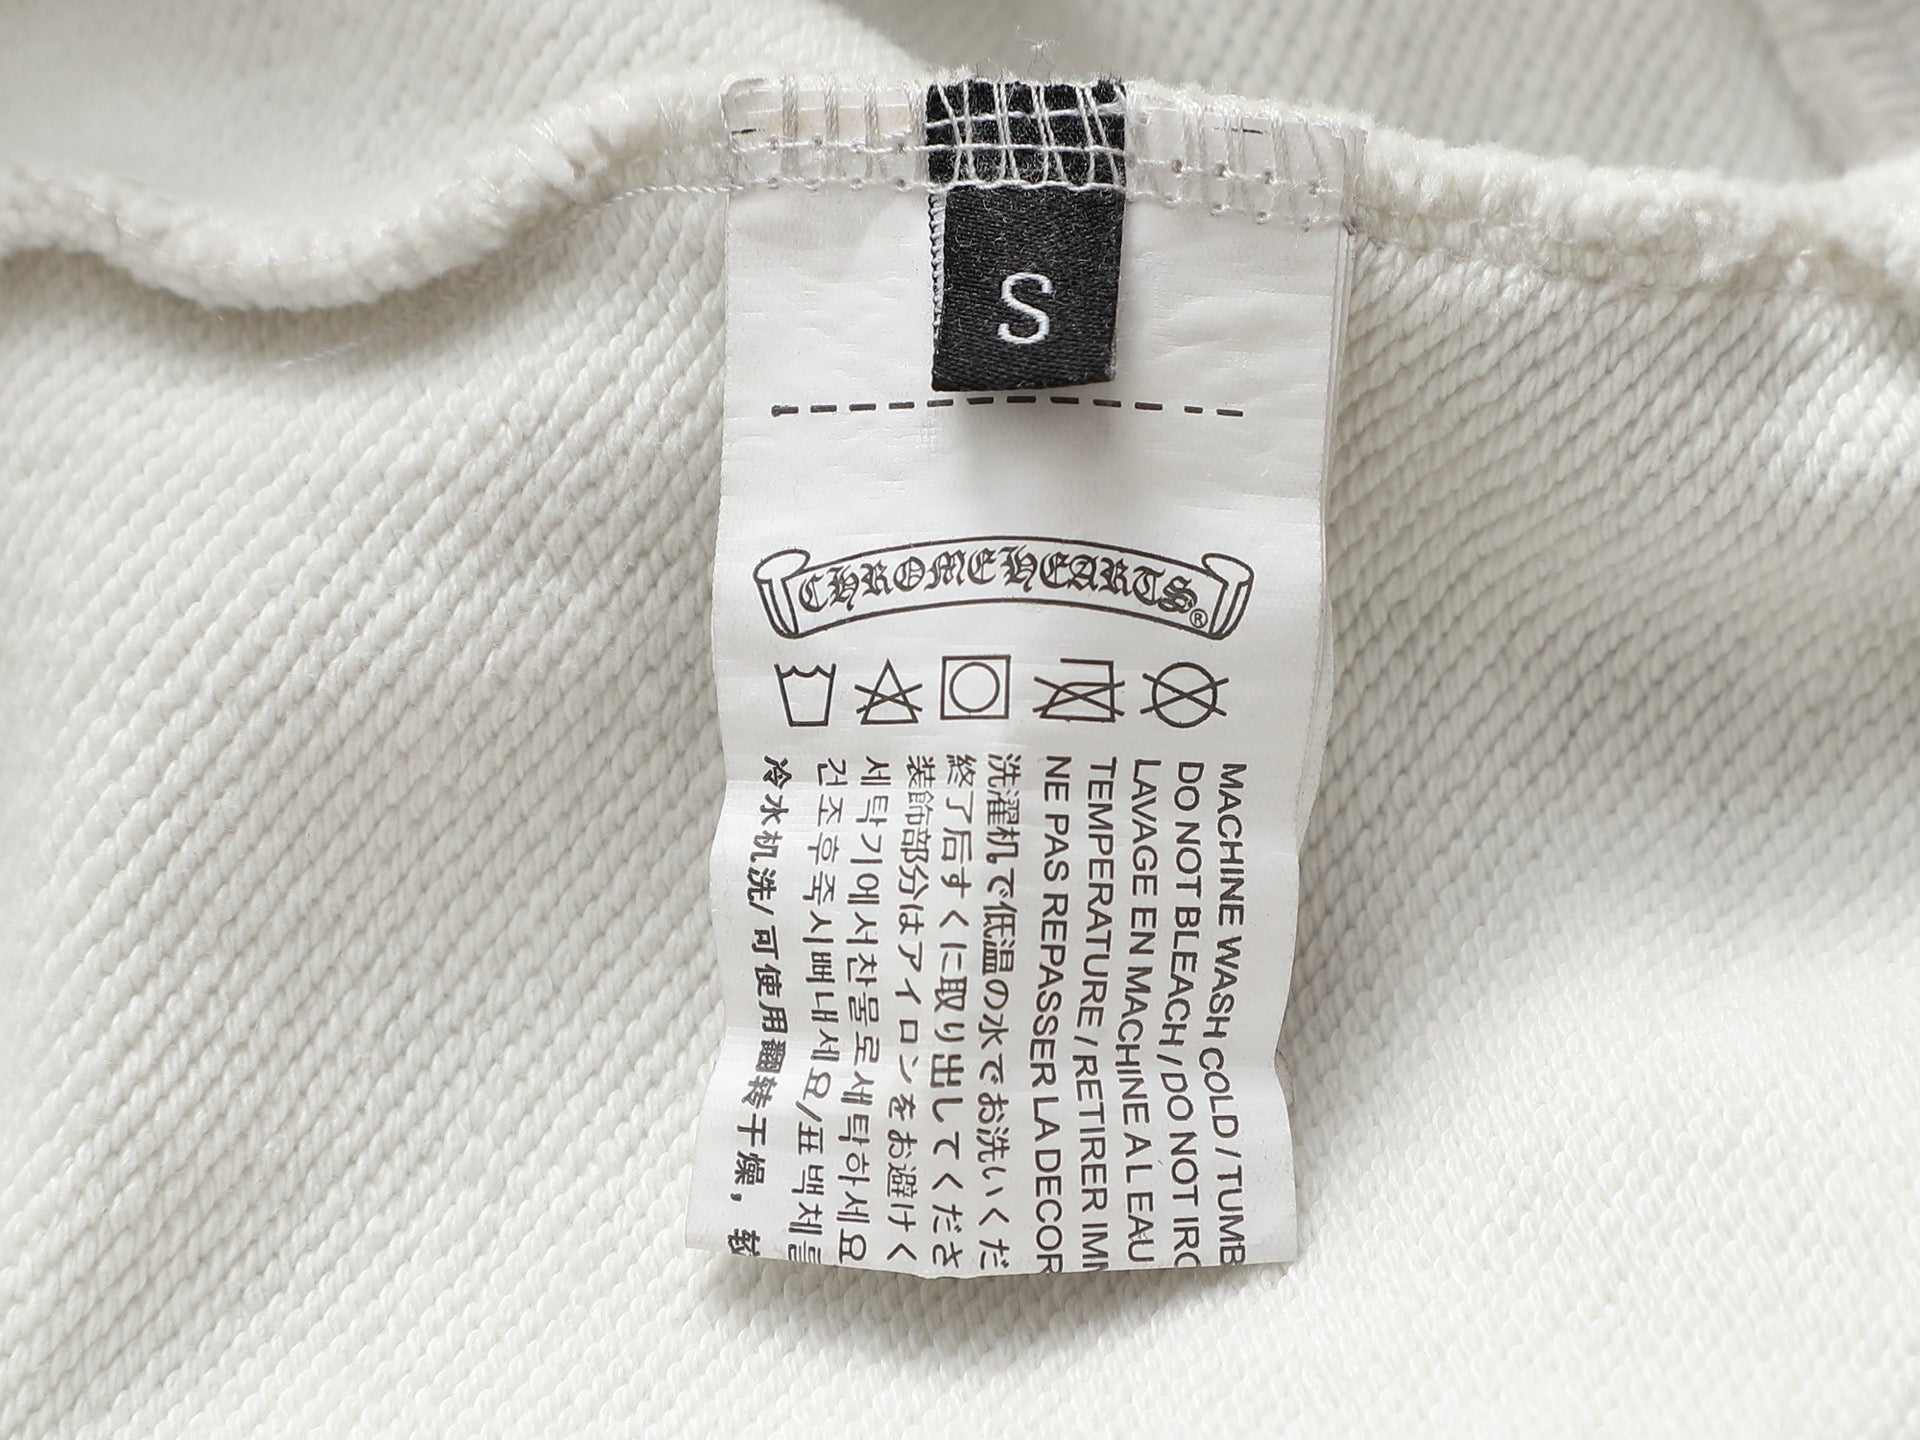 S
CHROME HEARTS®
MACHINE WASH COLD / TUMB
DO NOT BLEACH / DO NOT IRO
LAVAGE EN MACHINE A L EAU
TEMPERATURE / RETIRER IMM
NE PAS REPASSER LA DECOR
洗濯机で低温の水でお洗いくだ
終了后すくに取り出してくださ
装飾部分はアイロンをお避けく
세탁기에서찬물로세탁하세요
건조후즉시빼내세요/표백제를
冷水机洗/可使用翻转干燥，较